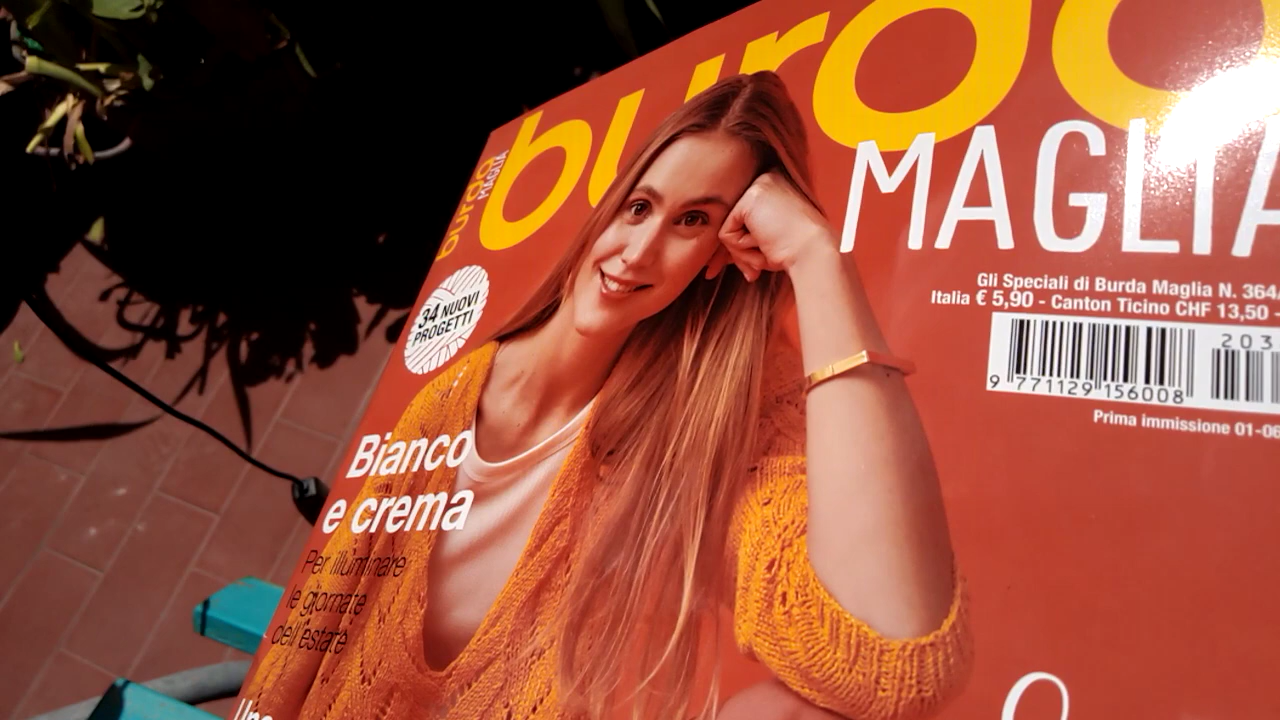 burda
MAGLIA
burda
MAGLIA
Gli Speciali di Burda Maglia N. 364
Italia € 5,90 - Canton Ticino CHF 13,50 -
203
9 771129 156008
Prima immissione 01-06
34 NUOVI
PROGETTI
Bianco
e crema
Per illuminare
le giornate
dell'estate